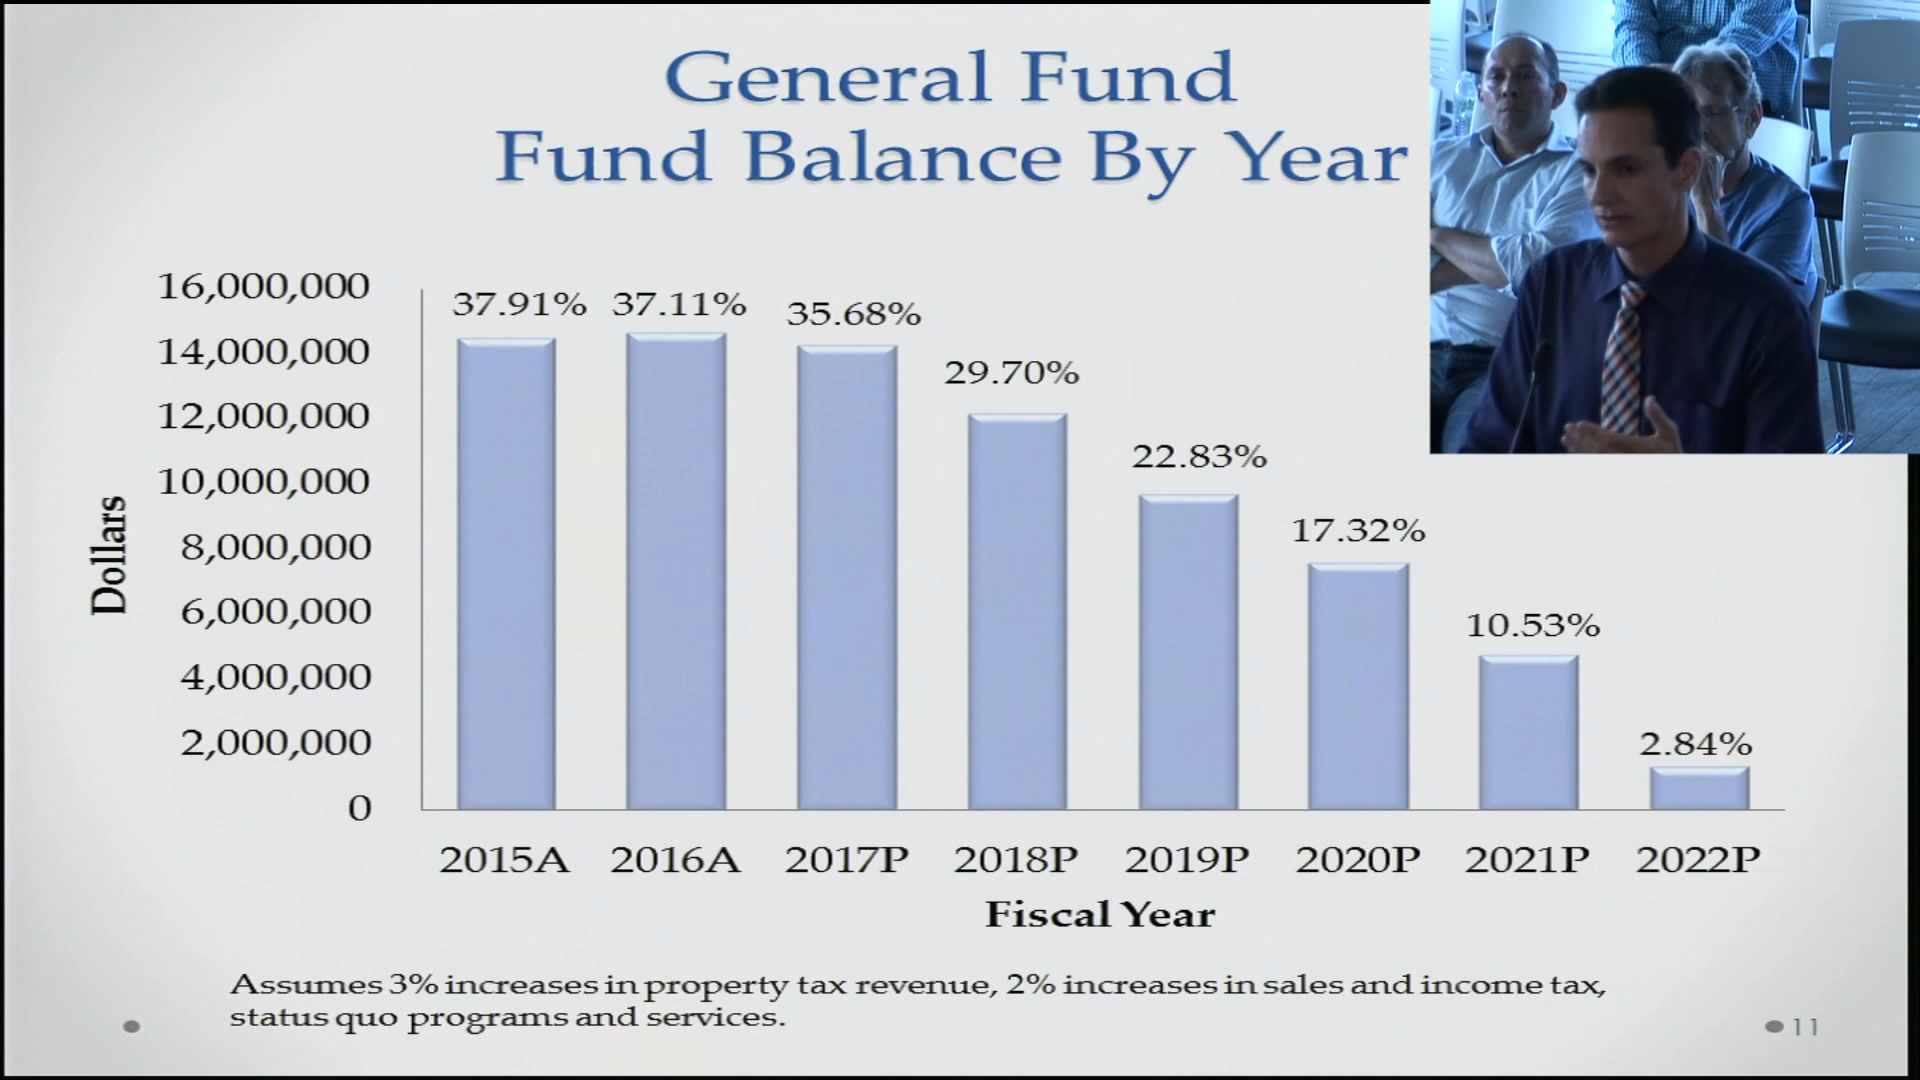 General Fund
Fund Balance By Year
16,000,000
14,000,000
12,000,000
10,000,000
8,000,000
6,000,000
4,000,000
2,000,000
0
Dollars
37.91%
37.11%
35.68%
29.70%
22.83%
17.32%
10.53%
2.84%
2015A 2016A 2017P 2018P 2019P 2020P 2021P 2022P
Fiscal Year
Assumes 3% increases in property tax revenue, 2% increases in sales and income tax,
status quo programs and services.
11